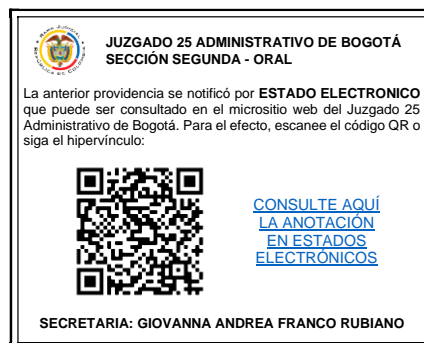 JUZGADO 25 ADMINISTRATIVO DE BOGOTÁ
SECCIÓN SEGUNDA - ORAL
La anterior providencia se notificó por ESTADO ELECTRONICO
que puede ser consultado en el micrositio web del Juzgado 25
Administrativo de Bogotá. Para el efecto, escanee el código QR o
siga el hipervínculo:
CONSULTE AQUÍ
LA ANOTACIÓN
EN ESTADOS
ELECTRÓNICOS
SECRETARIA: GIOVANNA ANDREA FRANCO RUBIANO